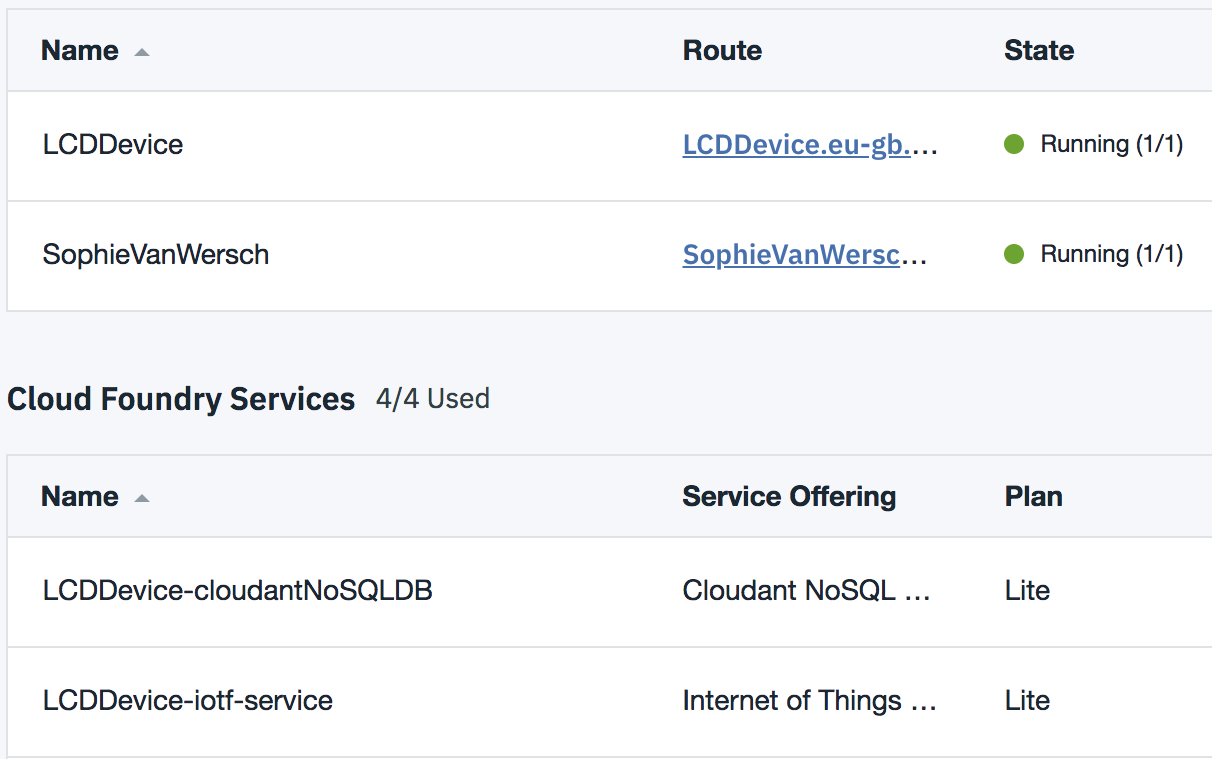 Name Route State
LCDDevice LCDDevice.eu-gb.... Running (1/1)
SophieVanWersch SophieVanWersc... Running (1/1)
Cloud Foundry Services 4/4 Used
Name Service Offering Plan
LCDDevice-cloudantNoSQLDB Cloudant NoSQL ... Lite
LCDDevice-iotf-service Internet of Things ... Lite